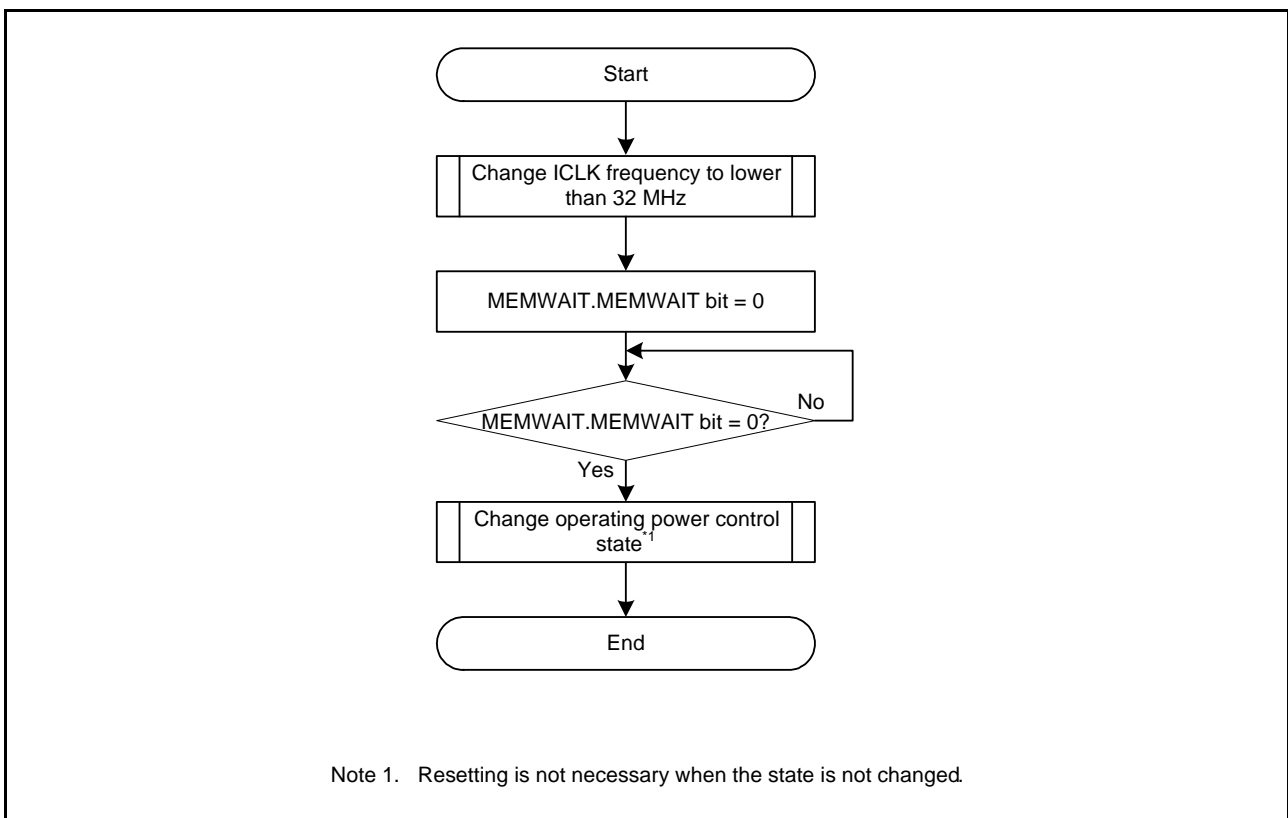 Start
Change ICLK frequency to lower
than 32 MHz
MEMWAIT.MEMWAIT bit = 0
MEMWAIT.MEMWAIT bit = 0?
No
Yes
Change operating power control
state*1
End
Note 1. Resetting is not necessary when the state is not changed.